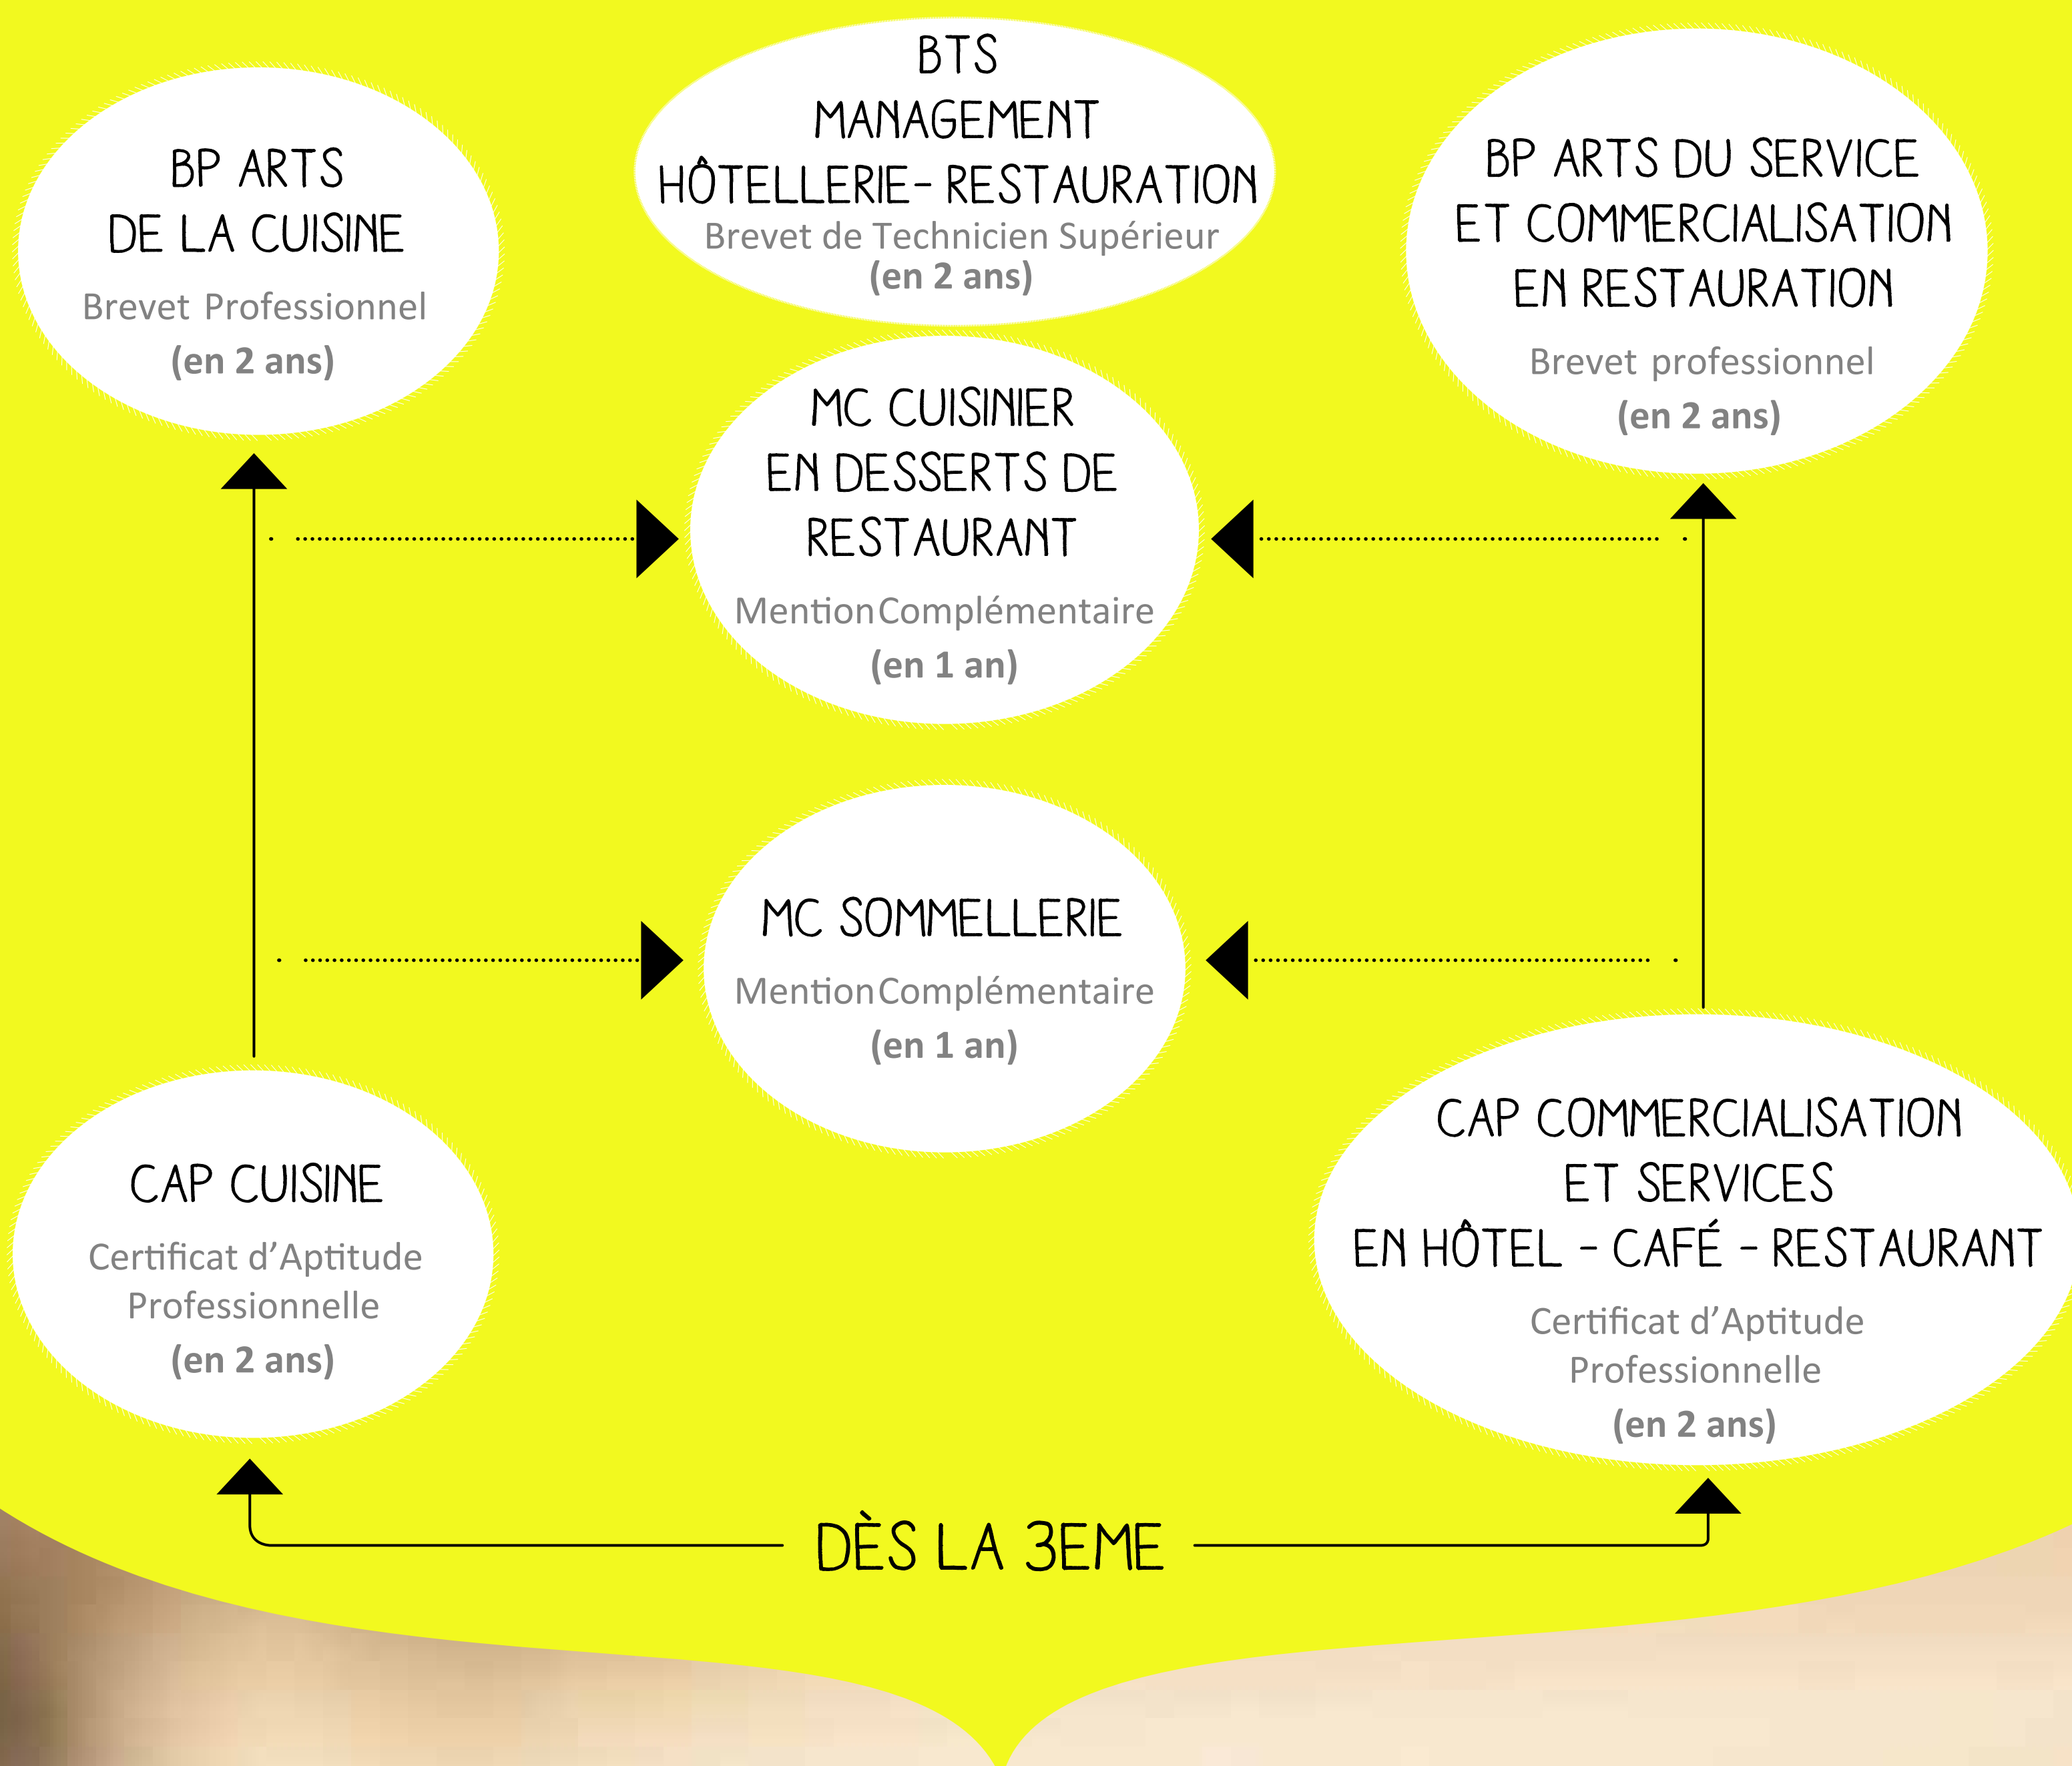 BTS
MANAGEMENT
HÔTELLERIE- RESTAURATION
Brevet de Technicien Supérieur
(en 2 ans)
BP ARTS
DE LA CUISINE
Brevet Professionnel
(en 2 ans)
BP ARTS DU SERVICE
ET COMMERCIALISATION
EN RESTAURATION
Brevet professionnel
(en 2 ans)
MC CUISINIER
EN DESSERTS DE
RESTAURANT
Mention Complémentaire
(en 1 an)
MC SOMMELLERIE
Mention Complémentaire
(en 1 an)
CAP CUISINE
Certificat d'Aptitude
Professionnelle
(en 2 ans)
CAP COMMERCIALISATION
ET SERVICES
EN HÔTEL - CAFÉ - RESTAURANT
Certificat d'Aptitude
Professionnelle
(en 2 ans)
DÈS LA 3EME